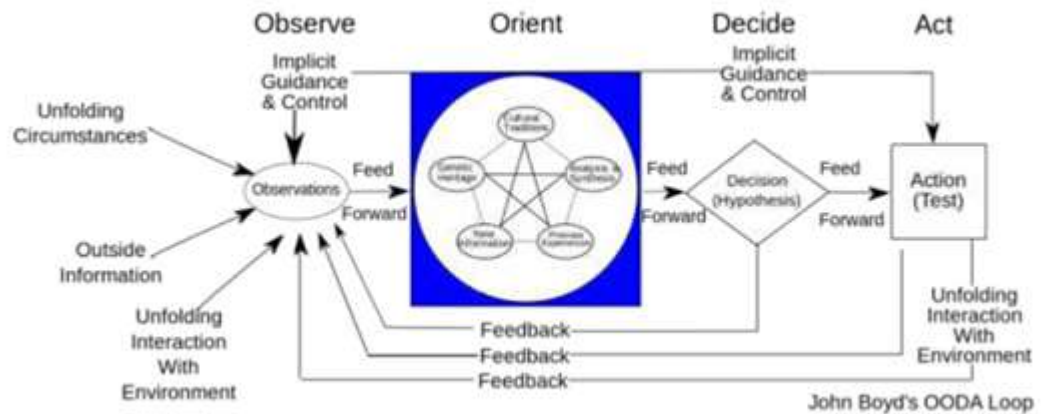 Observe
Orient
Decide
Act
Implicit
Guidance
& Control
Implicit
Guidance
& Control
Unfolding
Circumstances
Observations
Feed
Forward
Cultural
Traditions
Genetic
Heritage
Analysis &
Synthesis
New
Information
Previous
Experience
Feed
Forward
Decision
(Hypothesis)
Feed
Forward
Action
(Test)
Outside
Information
Unfolding
Interaction
With
Environment
Unfolding
Interaction
With
Environment
Feedback
Feedback
Feedback
John Boyd's OODA Loop